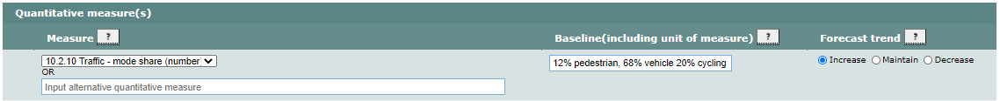 Quantitative measure(s)
Measure ? Baseline(including unit of measure) ? Forecast trend ?
10.2.10 Traffic - mode share (number) 12% pedestrian, 68% vehicle 20% cycling Increase Maintain Decrease
OR
Input alternative quantitative measure